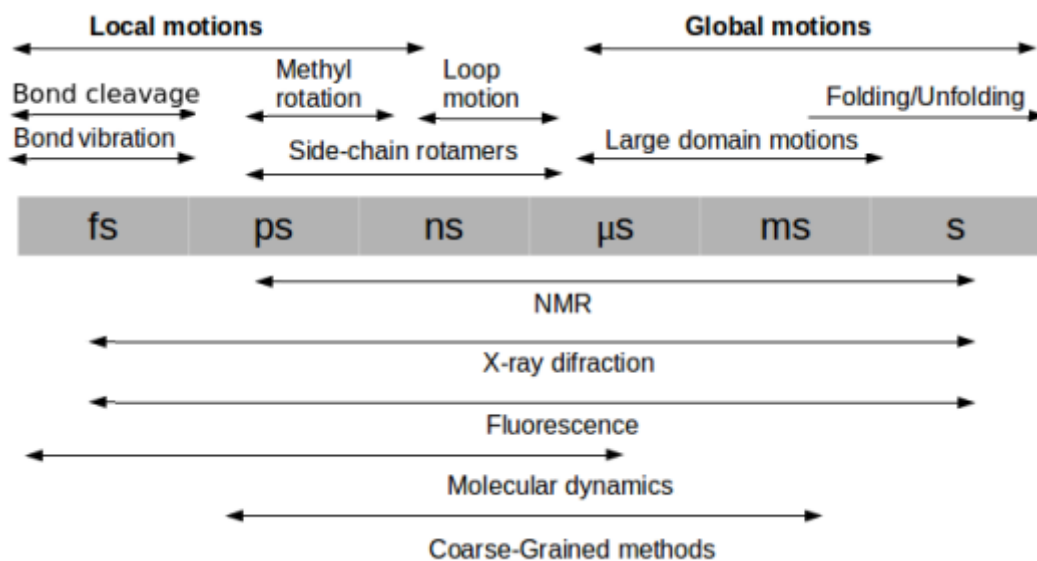 Local motions
Global motions
Bond cleavage
Methyl
rotation
Loop
motion
Folding/Unfolding
Bond vibration
Side-chain rotamers
Large domain motions
fs
ps
ns
μs
ms
s
NMR
X-ray difraction
Fluorescence
Molecular dynamics
Coarse-Grained methods